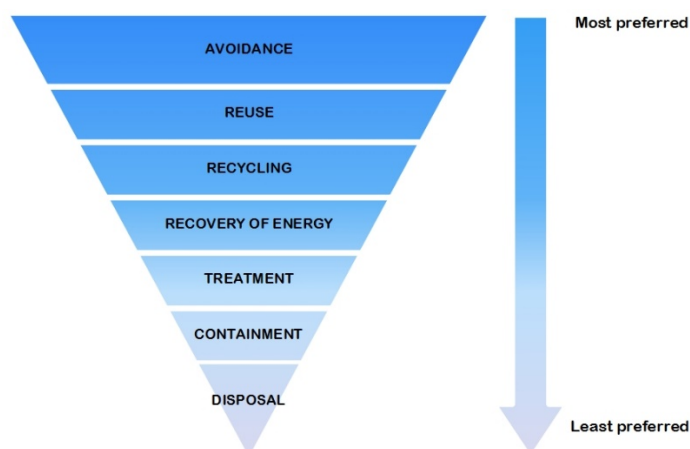 Most preferred
AVOIDANCE
REUSE
RECYCLING
RECOVERY OF ENERGY
TREATMENT
CONTAINMENT
DISPOSAL
Least preferred